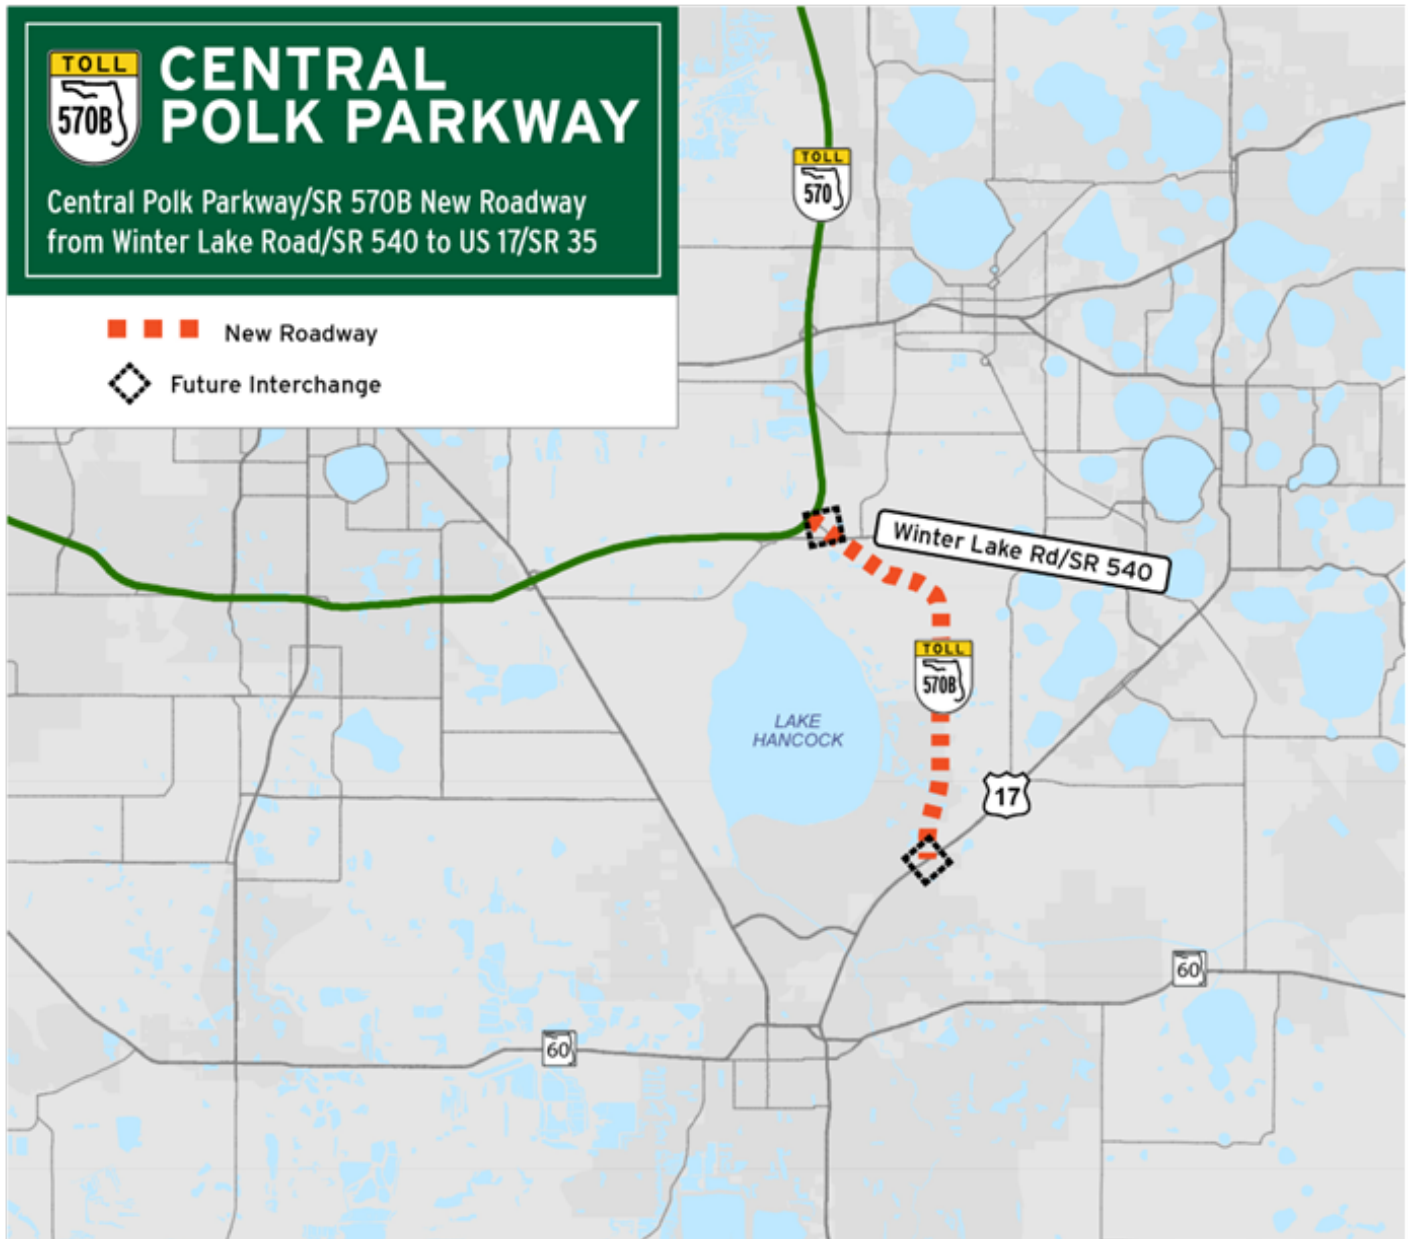 TOLL
570B
CENTRAL
POLK PARKWAY
Central Polk Parkway/SR 570B New Roadway
from Winter Lake Road/SR 540 to US 17/SR 35
New Roadway
Future Interchange
TOLL
570
Winter Lake Rd/SR 540
TOLL
570B
LAKE
HANCOCK
17
60
60